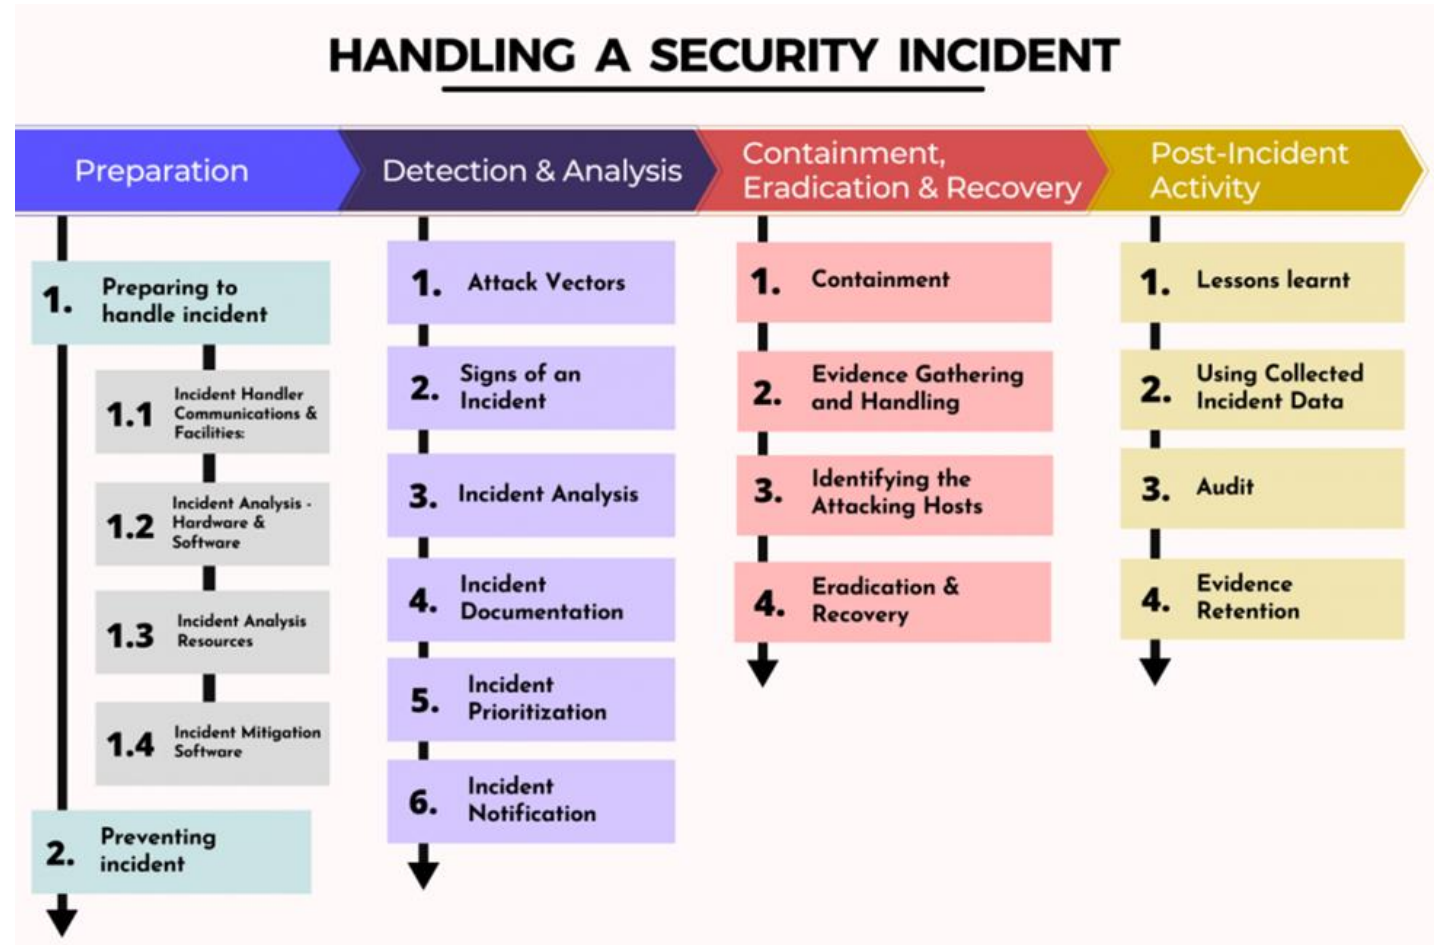 HANDLING A SECURITY INCIDENT
Preparation
1. Preparing to
handle incident
1.1 Incident Handler
Communications &
Facilities:
1.2 Incident Analysis -
Hardware &
Software
1.3 Incident Analysis
Resources
1.4 Incident Mitigation
Software
2. Preventing
incident
Detection & Analysis
1. Attack Vectors
2. Signs of an
Incident
3. Incident Analysis
4. Incident
Documentation
5. Incident
Prioritization
6. Incident
Notification
Containment,
Eradication & Recovery
1. Containment
2. Evidence Gathering
and Handling
3. Identifying the
Attacking Hosts
4. Eradication &
Recovery
Post-Incident
Activity
1. Lessons learnt
2. Using Collected
Incident Data
3. Audit
4. Evidence
Retention